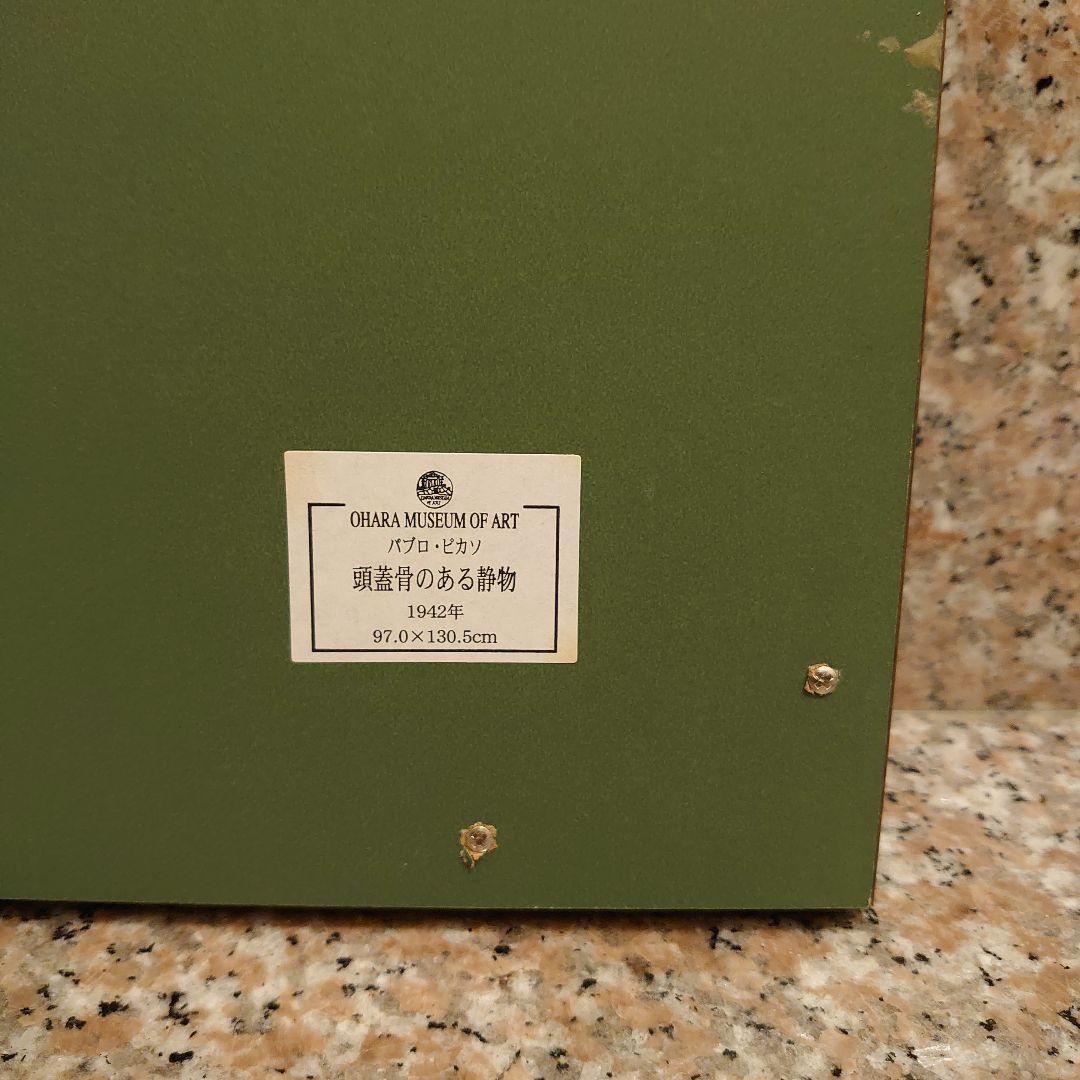 OHARA MUSEUM OF ART
パブロ・ピカソ
頭蓋骨のある静物
1942年
97.0×130.5cm